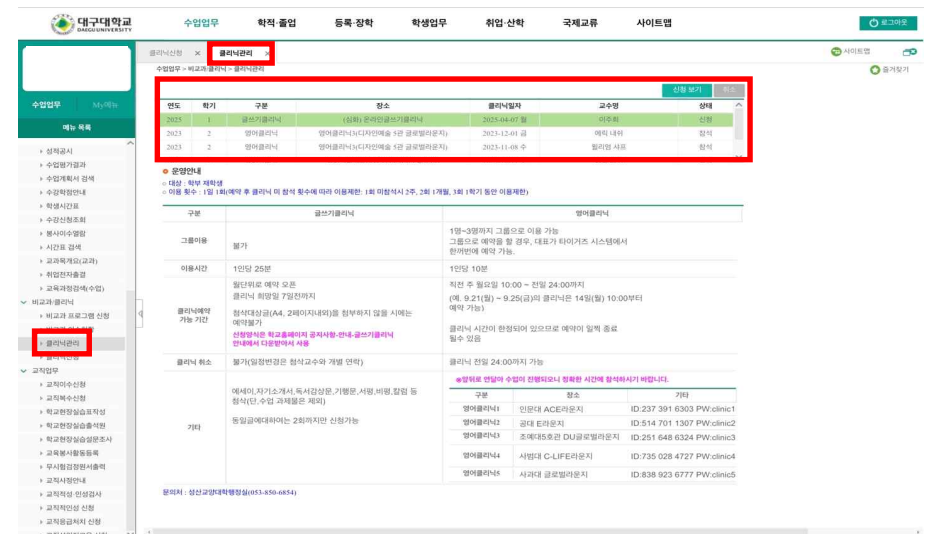 대구대학교
DAEGU UNIVERSITY
수업업무 학적·졸업 등록·장학 학생업무 취업·산학 국제교류 사이트맵
로그아웃
클리닉신청 × 클리닉관리 ×
사이트맵
수업업무 > 비교과·클리닉 > 클리닉관리
즐겨찾기
수업업무 My메뉴
메뉴 목록
성적공시
수업평가결과
수업계획서 검색
수강학점안내
학생시간표
수강신청조회
봉사이수열람
시간표 검색
교과목개요(교과)
취업전자출결
교육과정검색(수업)
비교과·클리닉
비교과 프로그램 신청
클리닉관리
교직업무
교직이수신청
교직복수신청
학교현장실습표작성
학교현장실습출석원
학교현장실습설문조사
교육봉사활동등록
무시험검정원서출력
교직사정안내
교직적성·인성검사
교직적인성 신청
교직응급처치 신청
신청 보기 취소
연도 학기 구분 장소 클리닉일자 교수명 상태
2025 1 글쓰기클리닉 (심화) 온라인글쓰기클리닉 2025-04-07 월 이주희 신청
2023 2 영어클리닉 영어클리닉3(디자인예술 5관 글로벌라운지) 2023-12-01 금 에릭 내쉬 참석
2023 2 영어클리닉 영어클리닉3(디자인예술 5관 글로벌라운지) 2023-11-08 수 윌리엄 샤프 참석
운영안내
대상 : 학부 재학생
이용 횟수 : 1일 1회(예약 후 클리닉 미 참석 횟수에 따라 이용제한: 1회 미참석시 2주, 2회 1개월, 3회 1학기 동안 이용제한)
구분 글쓰기클리닉 영어클리닉
그룹이용 불가
1명~3명까지 그룹으로 이용 가능
그룹으로 예약을 할 경우, 대표가 타이거즈 시스템에서
한꺼번에 예약 가능.
이용시간 1인당 25분 1인당 10분
클리닉예약
가능 기간
월단위로 예약 오픈
클리닉 희망일 7일전까지
첨삭대상글(A4, 2페이지내외)을 첨부하지 않을 시에는
예약불가
신청양식은 학교홈페이지 공지사항-안내-글쓰기클리닉
안내에서 다운받아서 사용
직전 주 월요일 10:00 ~ 전일 24:00까지
(예. 9.21(월) ~ 9.25(금)의 클리닉은 14일(월) 10:00부터
예약 가능)
클리닉 시간이 한정되어 있으므로 예약이 일찍 종료
될수 있음
클리닉 취소 불가(일정변경은 첨삭교수와 개별 연락) 클리닉 전일 24:00까지 가능
기타
에세이,자기소개서,독서감상문,기행문,서평,비평,칼럼 등
첨삭(단,수업 과제물은 제외)
동일글에대하여는 2회까지만 신청가능
※앞뒤로 연달아 수업이 진행되오니 정확한 시간에 참석하시기 바랍니다.
구분 장소 기타
영어클리닉1 인문대 ACE라운지 ID:237 391 6303 PW:clinic1
영어클리닉2 공대 E라운지 ID:514 701 1307 PW:clinic2
영어클리닉3 조예대5호관 DU글로벌라운지 ID:251 648 6324 PW:clinic3
영어클리닉4 사범대 C-LIFE라운지 ID:735 028 4727 PW:clinic4
영어클리닉5 사과대 글로벌라운지 ID:838 923 6777 PW:clinic5
문의처 : 성산교양대학행정실(053-850-6854)